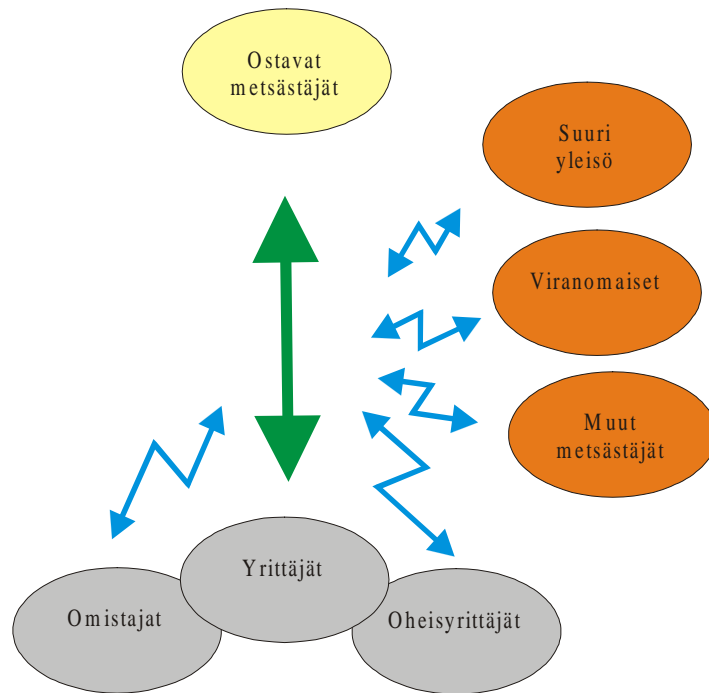 Ostavat
metsästäjät
Suuri
yleisö
Viranomaiset
Muut
metsästäjät
Yrittäjät
Omistajat
Oheisyrittäjät